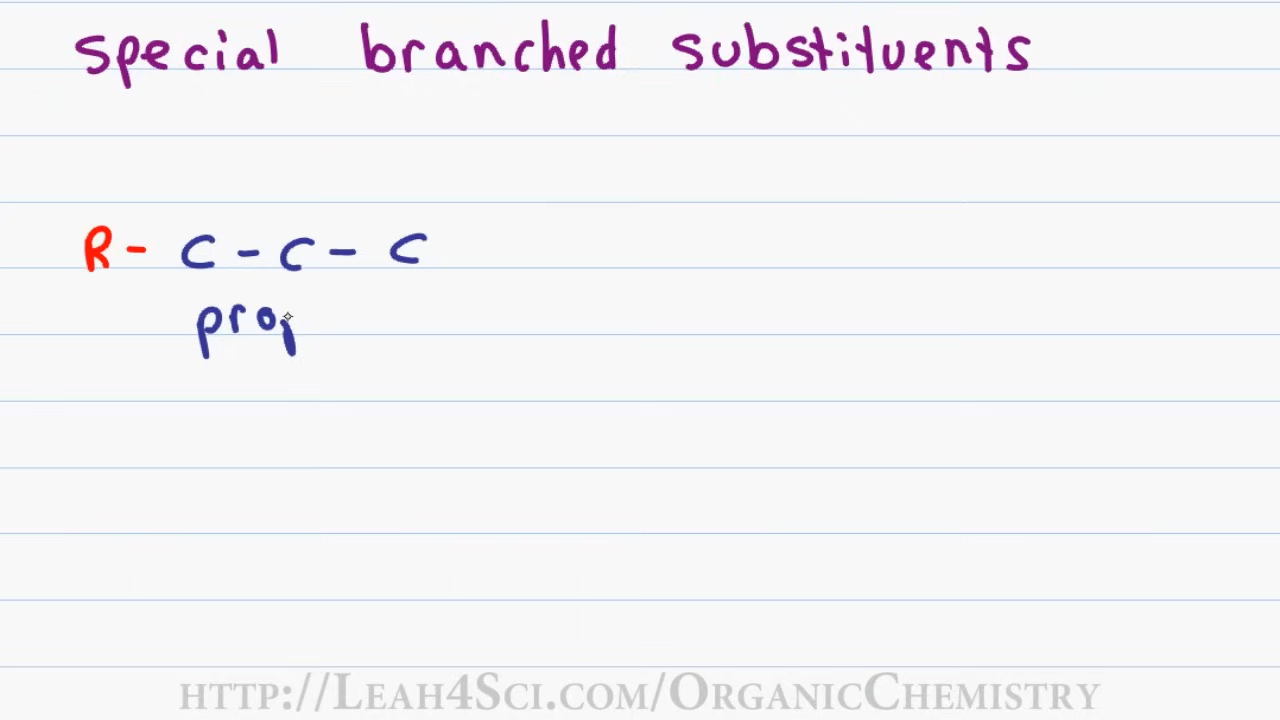 special branched substituents
R - C - C - C
pro
HTTP://LEAH4SCI.COM/ORGANICCHEMISTRY